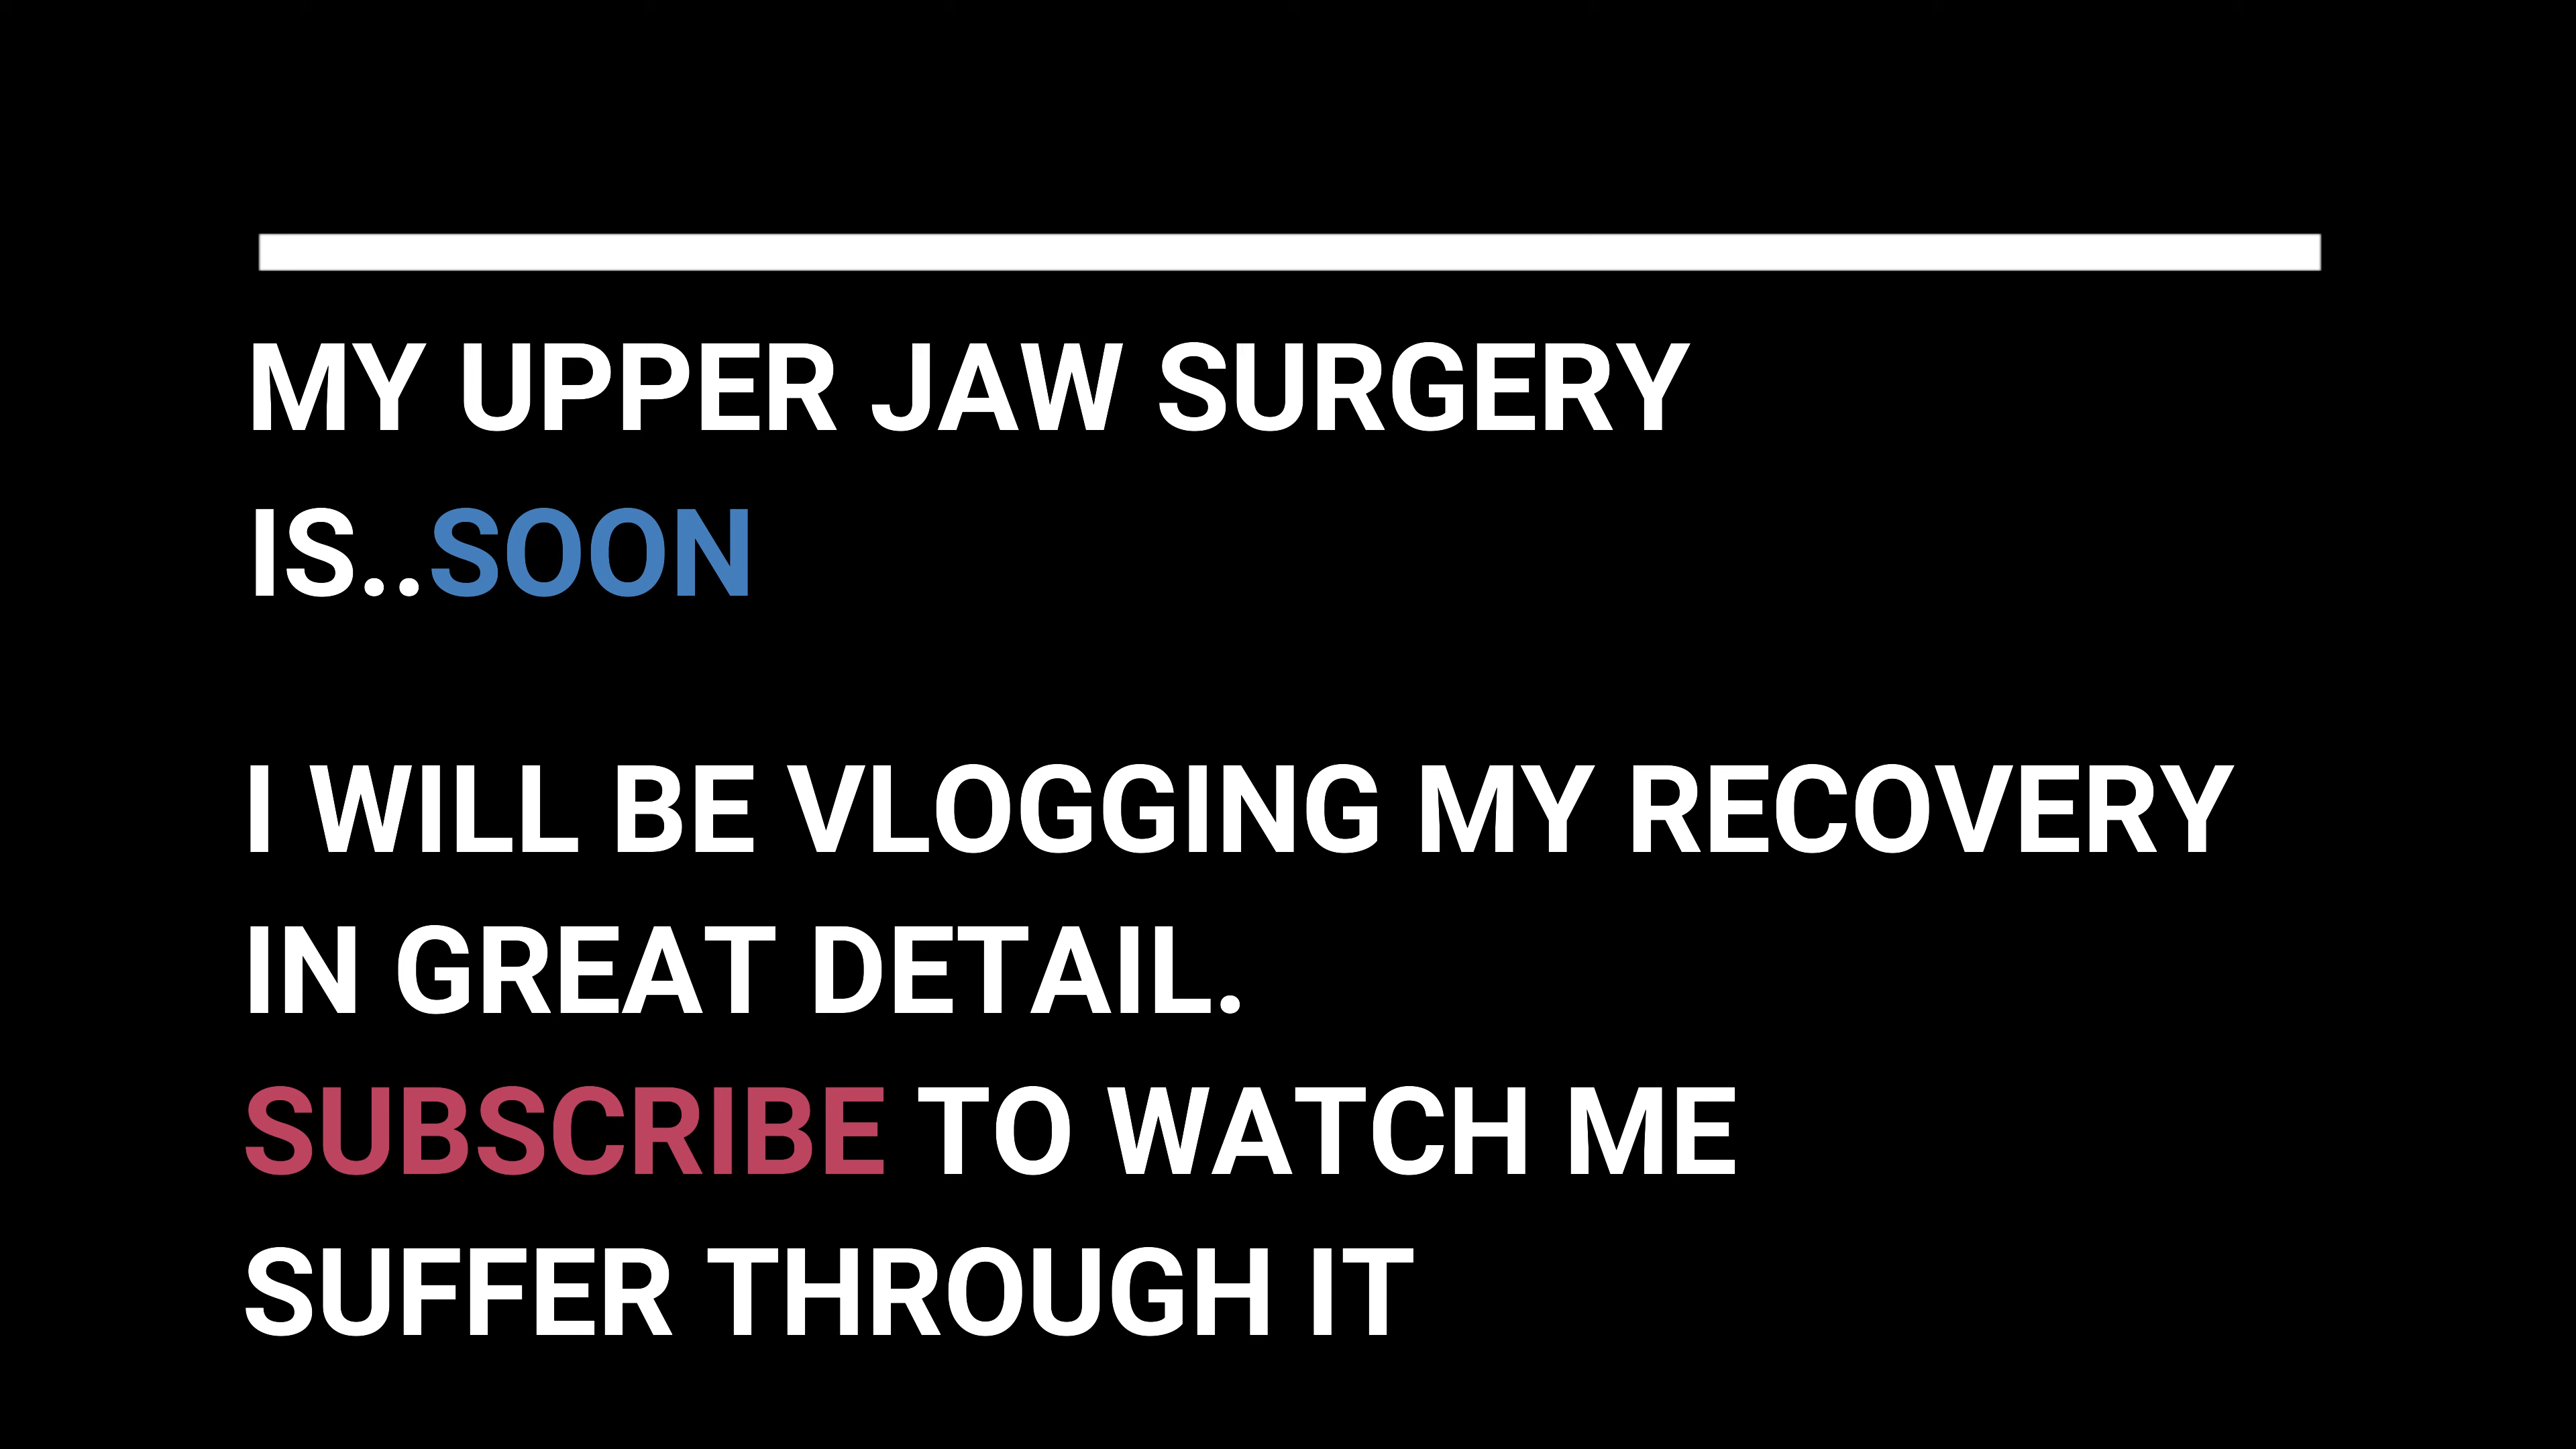 MY UPPER JAW SURGERY
IS..SOON
I WILL BE VLOGGING MY RECOVERY
IN GREAT DETAIL.
SUBSCRIBE TO WATCH ME
SUFFER THROUGH IT